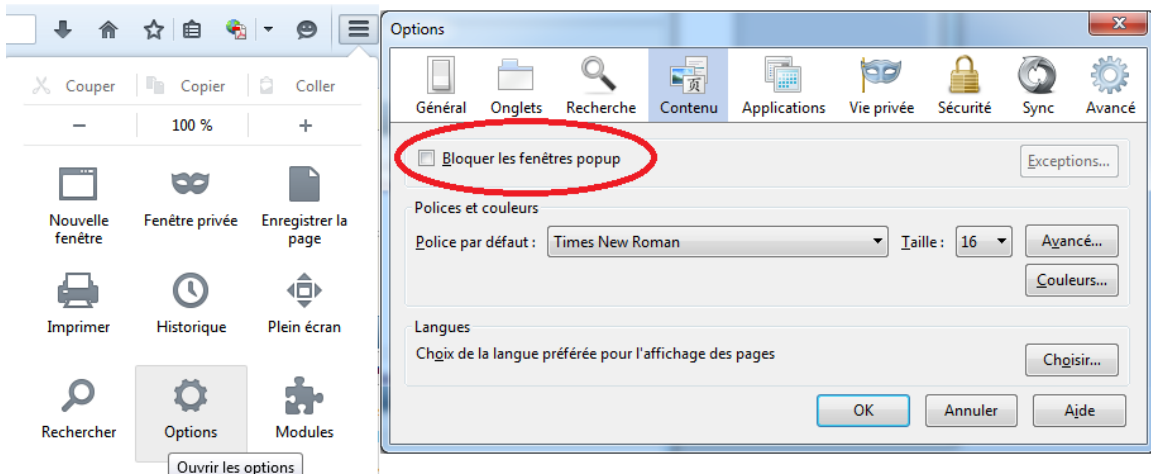 Couper Copier Coller
– 100 % +
Nouvelle fenêtre
Fenêtre privée
Enregistrer la page
Imprimer
Historique
Plein écran
Rechercher
Options
Modules
Ouvrir les options
Options
Général Onglets Recherche Contenu Applications Vie privée Sécurité Sync Avancé
Bloquer les fenêtres popup
Exceptions...
Polices et couleurs
Police par défaut : Times New Roman Taille : 16 Avancé...
Couleurs...
Langues
Choix de la langue préférée pour l'affichage des pages
Choisir...
OK Annuler Aide